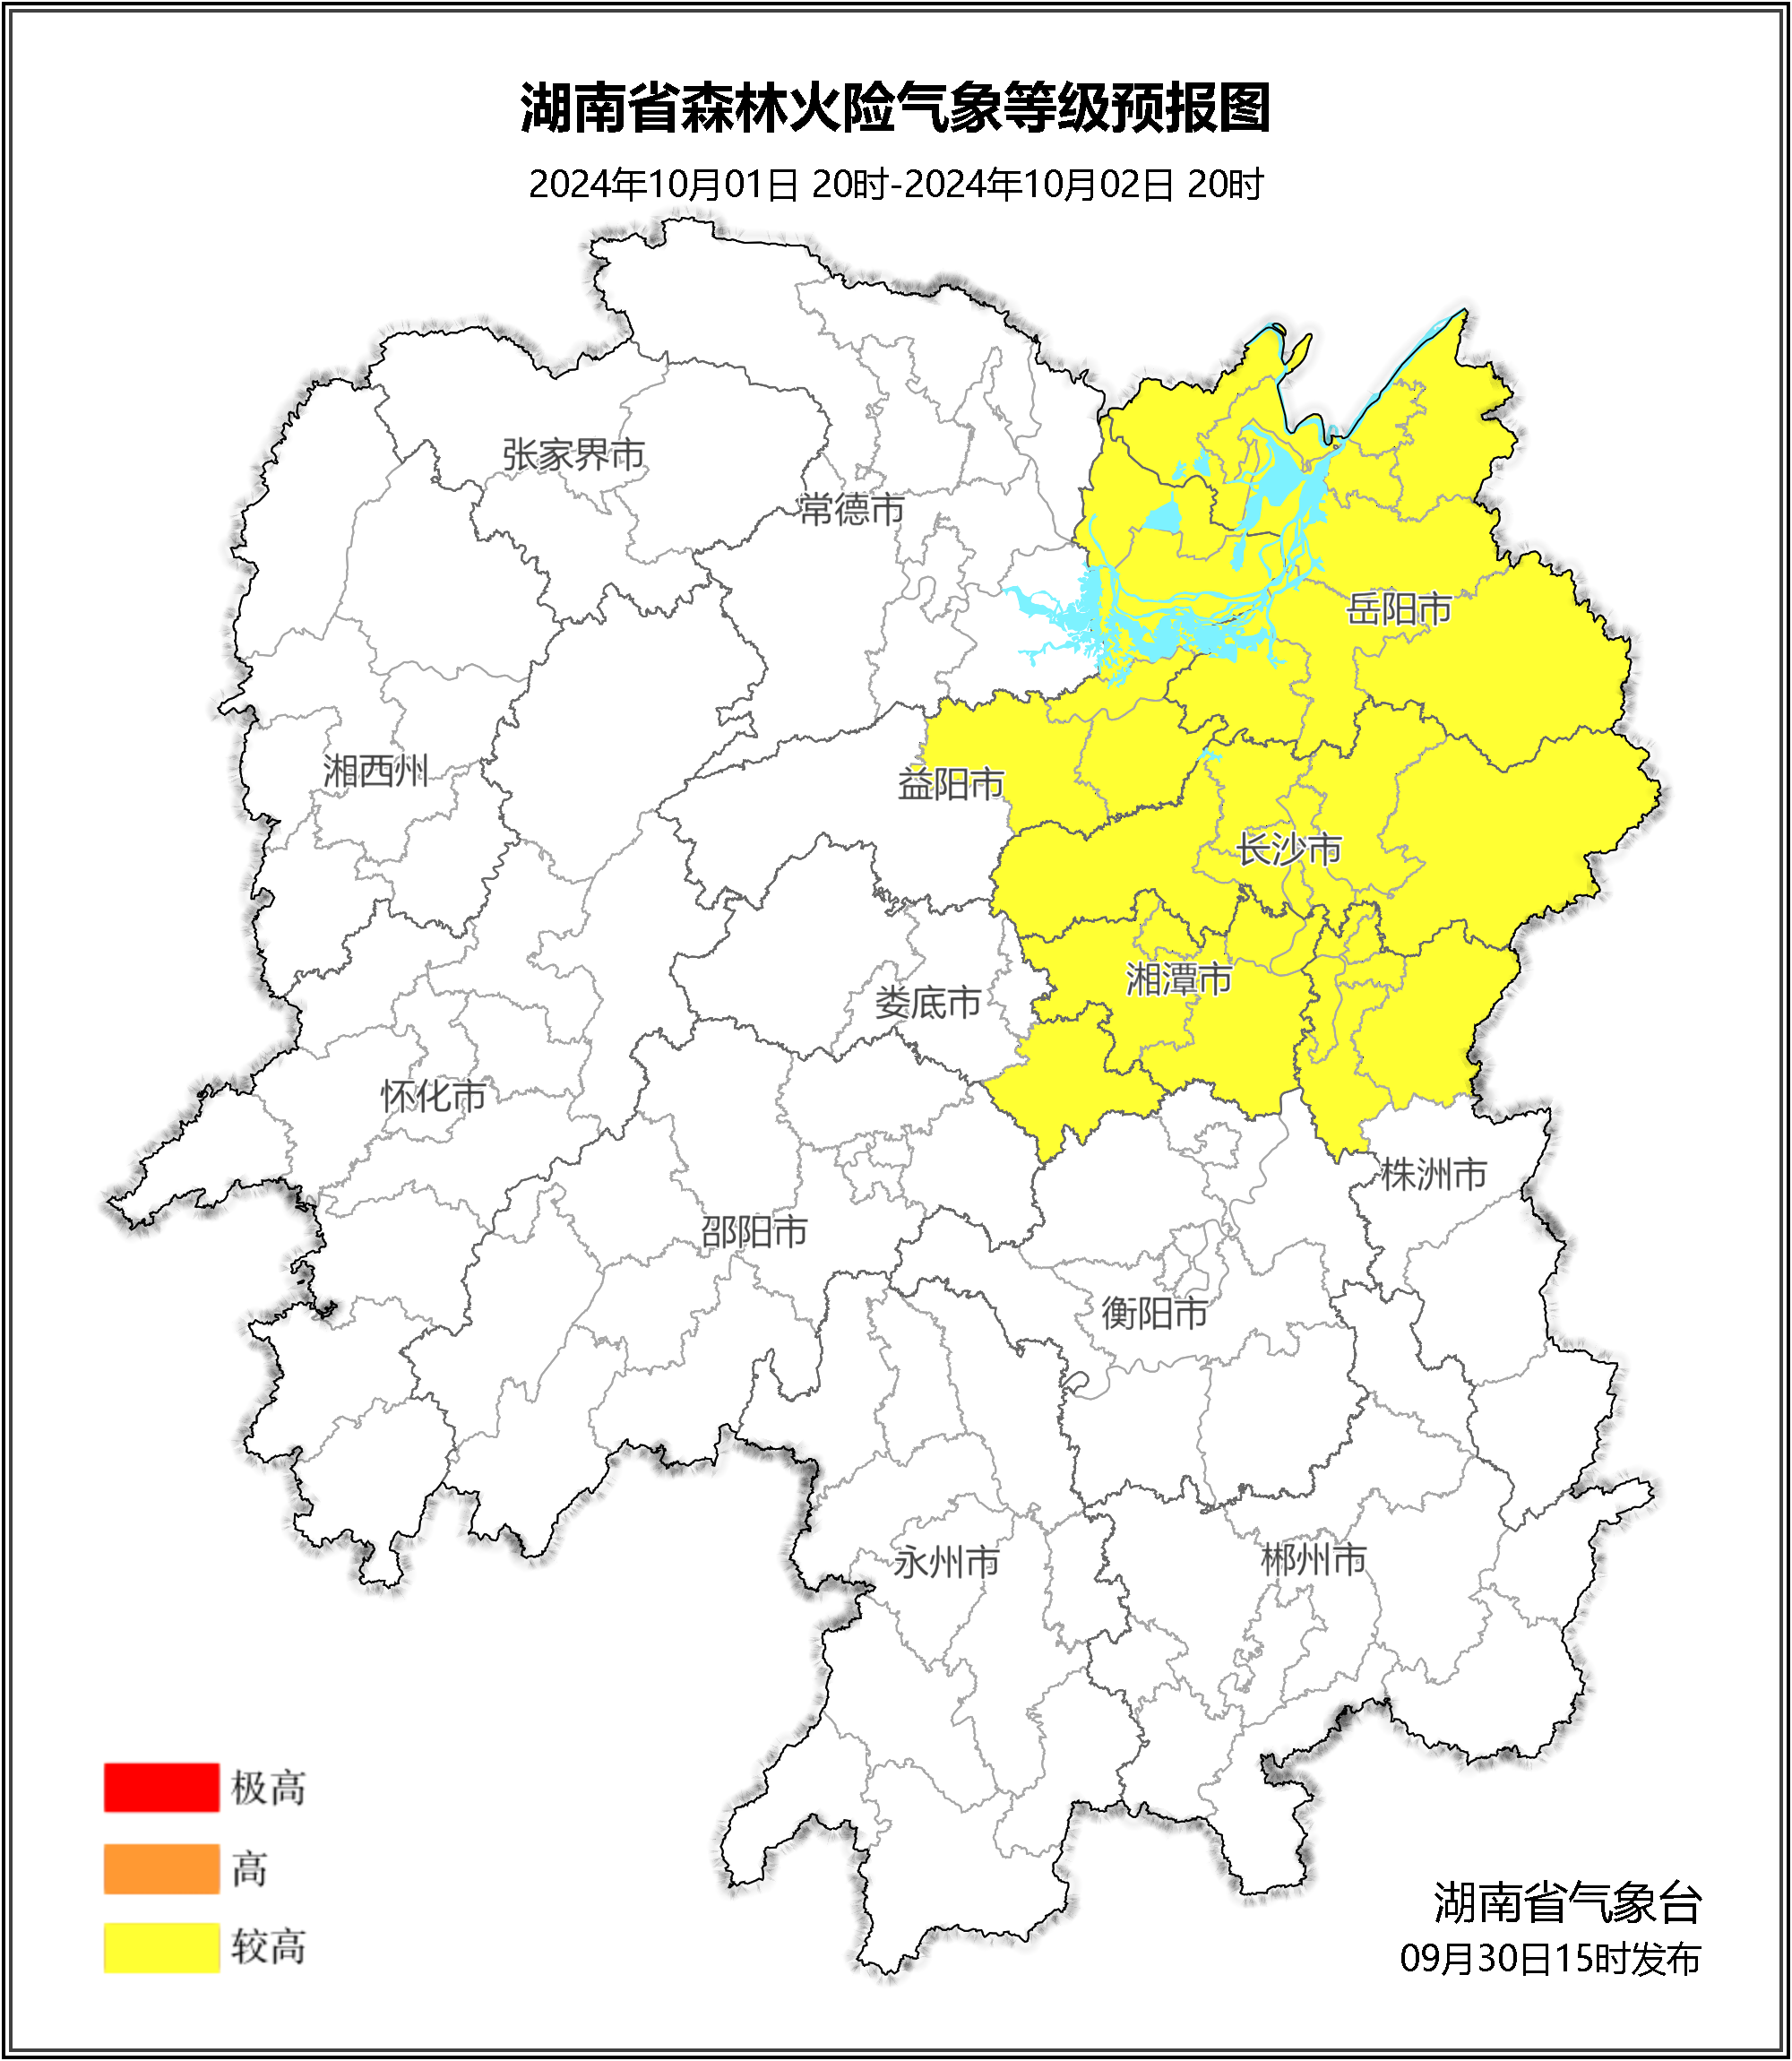 湖南省森林火险气象等级预报图
2024年10月01日 20时-2024年10月02日 20时
张家界市
常德市
岳阳市
湘西州
益阳市
长沙市
湘潭市
娄底市
怀化市
株洲市
邵阳市
衡阳市
永州市
郴州市
极高
高
较高
湖南省气象台
09月30日15时发布